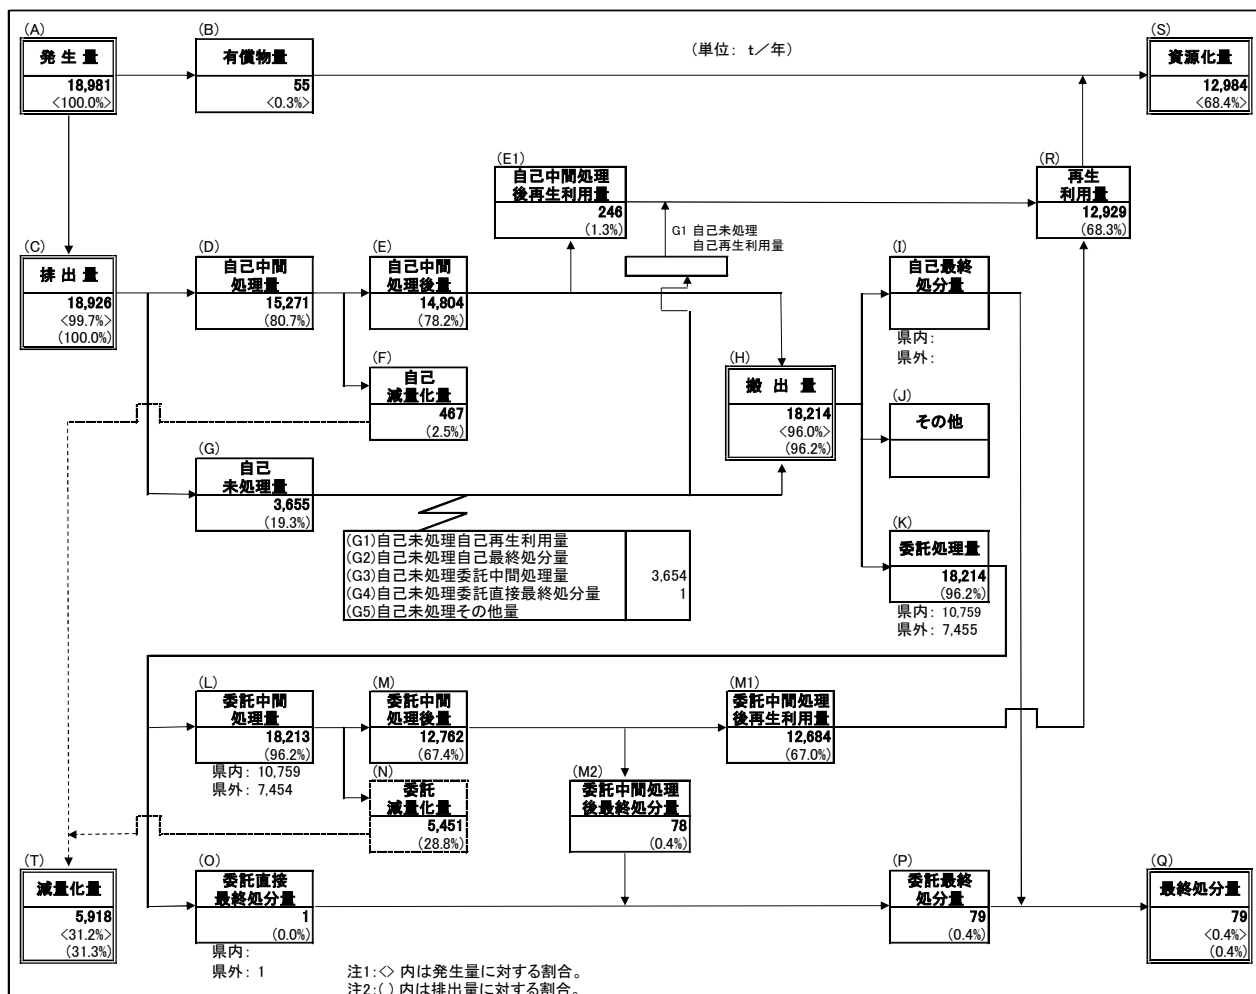 (A)
発 生 量
18,981
<100.0%>
(B)
有償物量
55
<0.3%>
(単位: t/年)
(S)
資源化量
12,984
<68.4%>
(E1)
自己中間処理
後再生利用量
246
(1.3%)
G1 自己未処理
自己再生利用量
(R)
再生
利用量
12,929
(68.3%)
(C)
排 出 量
18,926
<99.7%>
(100.0%)
(D)
自己中間
処理量
15,271
(80.7%)
(E)
自己中間
処理後量
14,804
(78.2%)
(I)
自己最終
処分量
県内:
県外:
(F)
自己
減量化量
467
(2.5%)
(H)
搬 出 量
18,214
<96.0%>
(96.2%)
(J)
その他
(G)
自己
未処理量
3,655
(19.3%)
(G1)自己未処理自己再生利用量
(G2)自己未処理自己最終処分量
(G3)自己未処理委託中間処理量 3,654
(G4)自己未処理委託直接最終処分量 1
(G5)自己未処理その他量
(K)
委託処理量
18,214
(96.2%)
県内: 10,759
県外: 7,455
(L)
委託中間
処理量
18,213
(96.2%)
県内: 10,759
県外: 7,454
(M)
委託中間
処理後量
12,762
(67.4%)
(M1)
委託中間処理
後再生利用量
12,684
(67.0%)
(N)
委託
減量化量
5,451
(28.8%)
(M2)
委託中間処理
後最終処分量
78
(0.4%)
(T)
減量化量
5,918
<31.2%>
(31.3%)
(O)
委託直接
最終処分量
1
(0.0%)
県内:
県外: 1
(P)
委託最終
処分量
79
(0.4%)
(Q)
最終処分量
79
<0.4%>
(0.4%)
注1:<> 内は発生量に対する割合。
注2:( ) 内は排出量に対する割合。